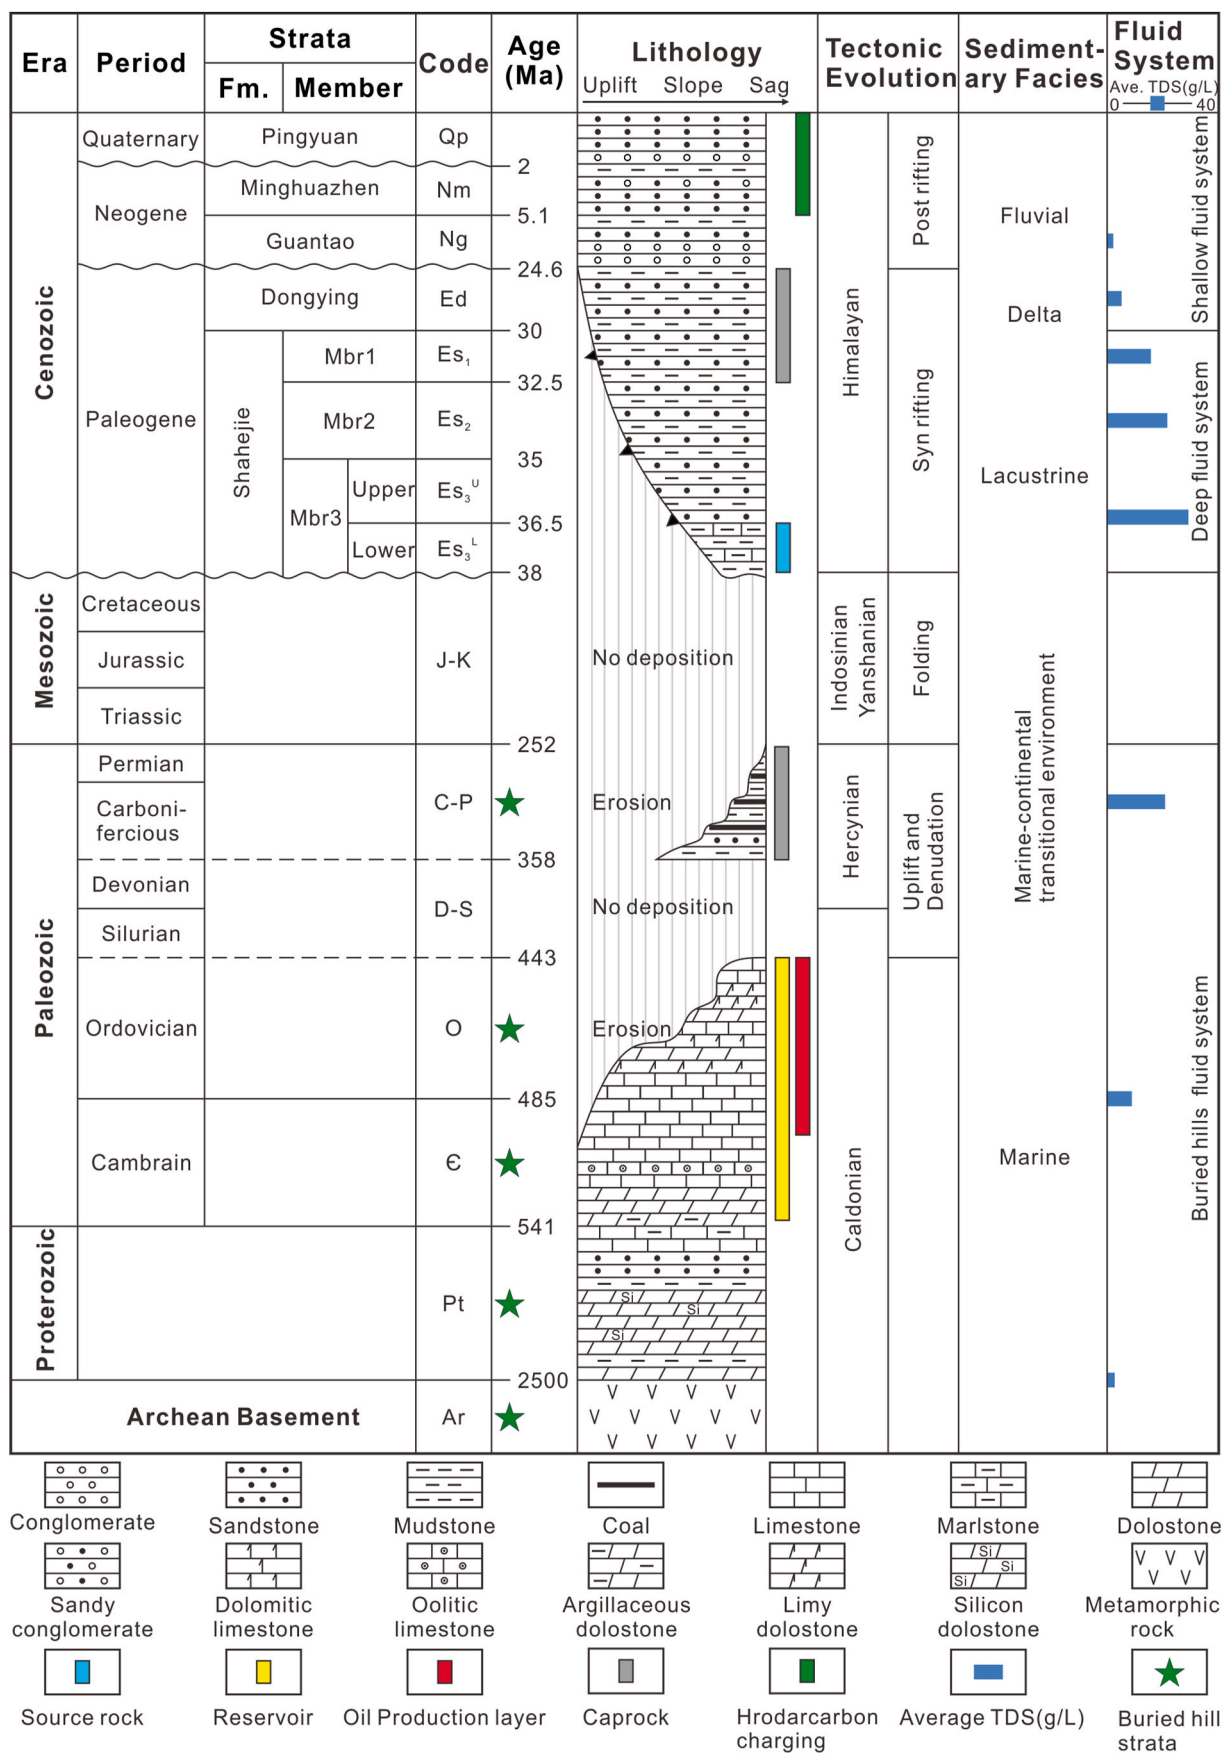 Era
Period
Strata
Fm.
Member
Code
Age
(Ma)
Lithology
Uplift Slope Sag
Tectonic
Evolution
Sediment-
ary Facies
Fluid
System
Ave. TDS(g/L)
0 40
Cenozoic
Quaternary
Pingyuan
Qp
2
Neogene
Minghuazhen
Nm
5.1
Guantao
Ng
24.6
Paleogene
Dongying
Ed
30
Shahejie
Mbr1
Es1
32.5
Mbr2
Es2
35
Mbr3
Upper
Es3U
36.5
Lower
Es3L
38
Himalayan
Post rifting
Syn rifting
Fluvial
Delta
Lacustrine
Shallow fluid system
Deep fluid system
Mesozoic
Cretaceous
Jurassic
Triassic
J-K
No deposition
Indosinian
Yanshanian
Folding
252
Paleozoic
Permian
Carboni-
fercious
C-P
Erosion
358
Devonian
Silurian
D-S
No deposition
443
Hercynian
Uplift and
Denudation
Marine-continental
transitional environment
Ordovician
O
Erosion
485
Cambrain
Є
541
Caldonian
Marine
Buried hills fluid system
Proterozoic
Pt
Si
Si
Si
2500
Archean Basement
Ar
V V V V
V V V V V
V V V V
Conglomerate
Sandstone
Mudstone
Coal
Limestone
Marlstone
Dolostone
Si
Si
Si
V V V
V V
V
Sandy
conglomerate
Dolomitic
limestone
Oolitic
limestone
Argillaceous
dolostone
Limy
dolostone
Silicon
dolostone
Metamorphic
rock
Source rock
Reservoir
Oil Production layer
Caprock
Hrodarcarbon
charging
Average TDS(g/L)
Buried hill
strata